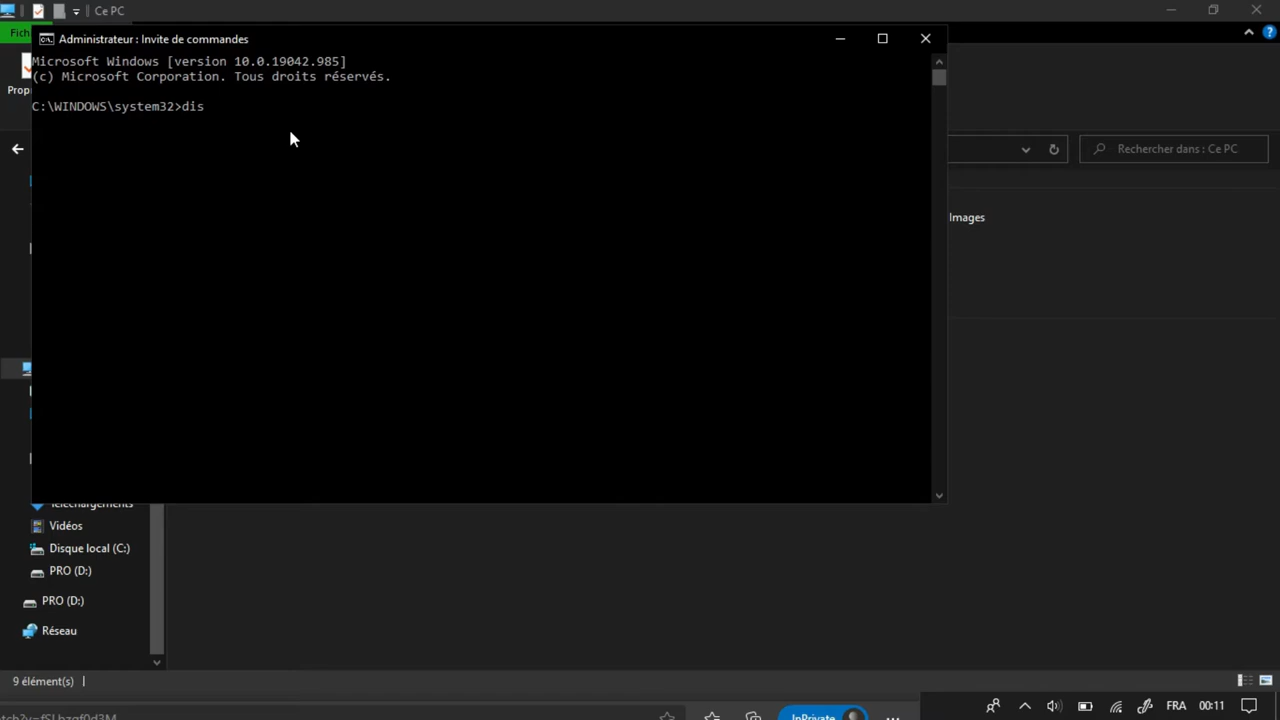 Ce PC
Fich
Administrateur : Invite de commandes
Microsoft Windows [version 10.0.19042.985]
(c) Microsoft Corporation. Tous droits réservés.
Prop
C:\WINDOWS\system32>dis
Rechercher dans : Ce PC
Images
Téléchargements
Vidéos
Disque local (C:)
PRO (D:)
PRO (D:)
Réseau
9 élément(s)
InPrivate
FRA
00:11